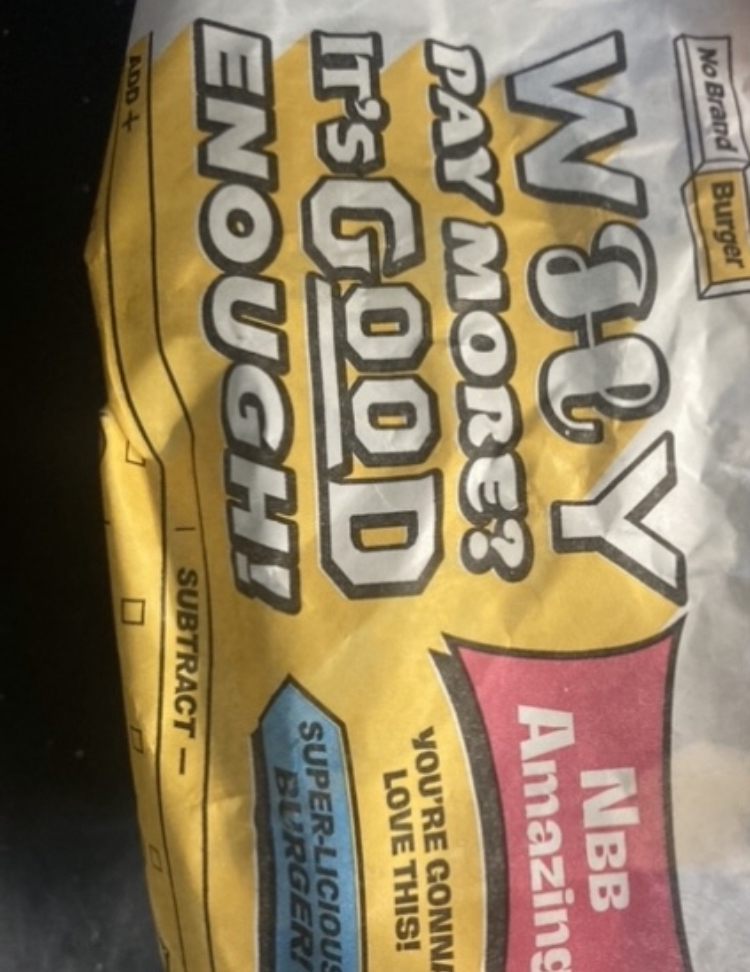 No Brand Burger
WHY
PAY MORE?
IT'S GOOD
ENOUGH!
ADD +
SUBTRACT −
NBB
Amazing
YOU'RE GONNA
LOVE THIS!
SUPER-LICIOUS
BURGER!